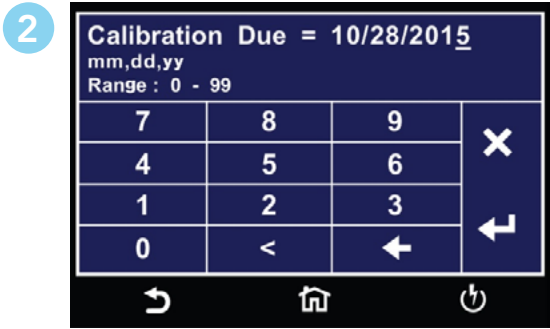 2
Calibration Due = 10/28/2015
mm,dd,yy
Range : 0 - 99
7 8 9
4 5 6
1 2 3
0 <